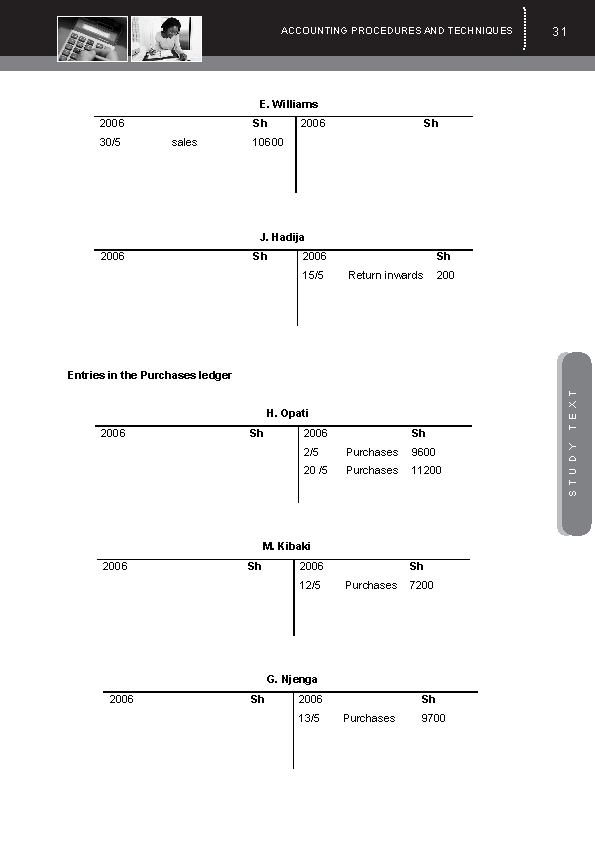 ACCOUNTING PROCEDURES AND TECHNIQUES 31
E. Williams
2006 Sh 2006 Sh
30/5 sales 10600
J. Hadija
2006 Sh 2006 Sh
15/5 Return inwards 200
Entries in the Purchases ledger
H. Opati
2006 Sh 2006 Sh
2/5 Purchases 9600
20 /5 Purchases 11200
M. Kibaki
2006 Sh 2006 Sh
12/5 Purchases 7200
G. Njenga
2006 Sh 2006 Sh
13/5 Purchases 9700
STUDY TEXT